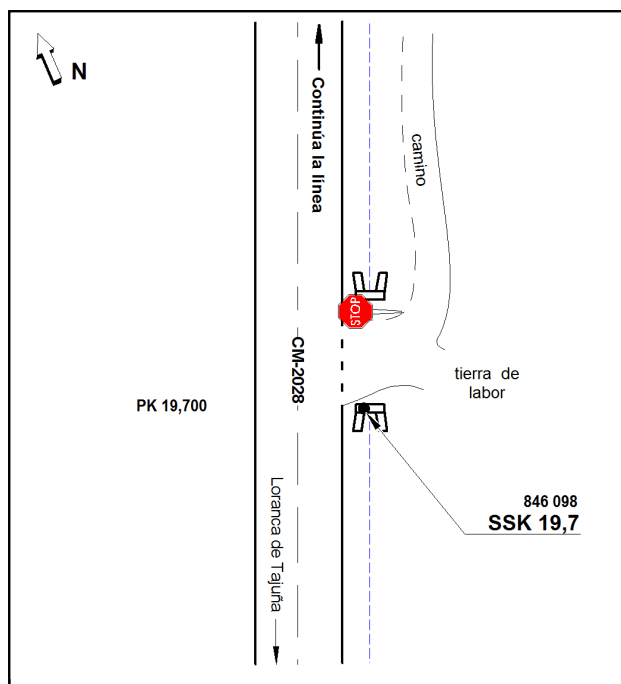 N
Continúa la línea
camino
STOP
CM-2028
PK 19,700
tierra de
labor
Loranca de Tajuña
846 098
SSK 19,7